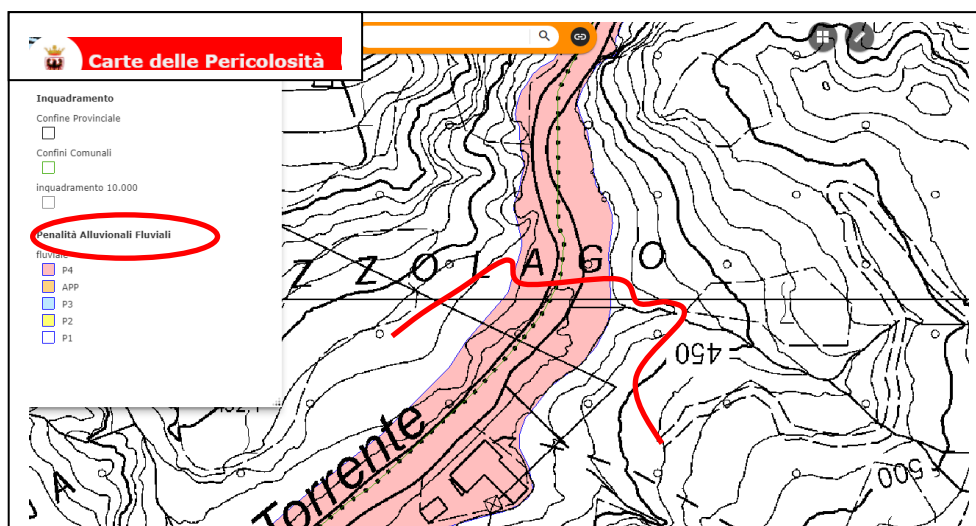 Carte delle Pericolosità
Inquadramento
Confine Provinciale
Confini Comunali
inquadramento 10.000
Penalità Alluvionali Fluviali
fluviale
P4
APP
P3
P2
P1
Z Z O L A G O
450
500
Torrente
A